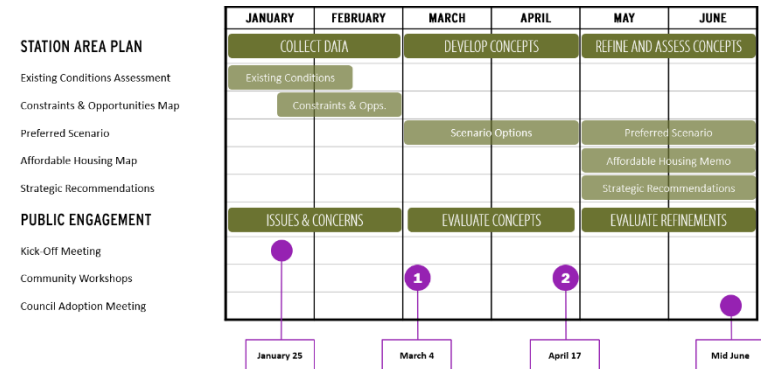 JANUARY FEBRUARY MARCH APRIL MAY JUNE
STATION AREA PLAN COLLECT DATA DEVELOP CONCEPTS REFINE AND ASSESS CONCEPTS
Existing Conditions Assessment Existing Conditions
Constraints & Opportunities Map Constraints & Opps.
Preferred Scenario Scenario Options Preferred Scenario
Affordable Housing Map Affordable Housing Memo
Strategic Recommendations Strategic Recommendations
PUBLIC ENGAGEMENT ISSUES & CONCERNS EVALUATE CONCEPTS EVALUATE REFINEMENTS
Kick-Off Meeting
Community Workshops 1 2
Council Adoption Meeting
January 25 March 4 April 17 Mid June